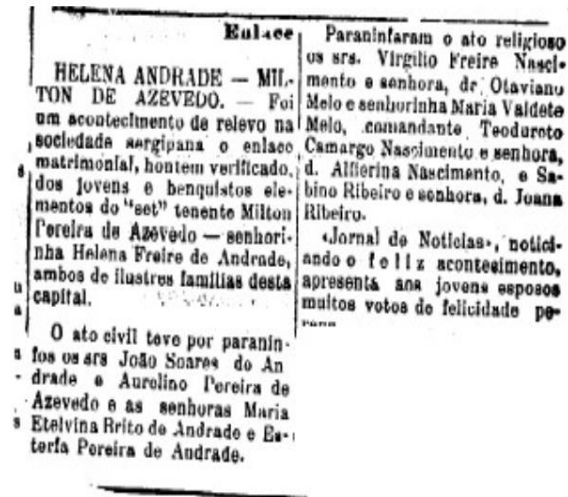 Enlace
HELENA ANDRADE — MIL-
TON DE AZEVEDO. — Foi
um acontecimento de relevo na
sociedade sergipana o enlace
matrimonial, hontem verificado,
dos jovens e benquistos ele-
mentos do "set" tenente Milton
Pereira de Azevedo — senhori-
nha Helena Freire de Andrade,
ambos de ilustres familias desta
capital.
O ato civil teve por paranin-
fos os srs João Soares de An
drade e Aurelino Pereira de
Azevedo e as senhoras Maria
Etelvina Brito de Andrade e Es-
terfa Pereira de Andrade.
Paraninfaram o ato religioso
os srs. Virgilio Freire Nasci-
mento e senhora, dr Otaviano
Melo e senhorinha Maria Valdete
Melo, comandante Teodureto
Camargo Nascimento e senhora,
d. Alfierina Nascimento, e Sa-
bino Ribeiro e senhora, d. Joana
Ribeiro.
«Jornal de Noticias», notici-
ando o feliz acontesimento,
apresenta aos jovens esposos
muitos votos de felicidade pe-